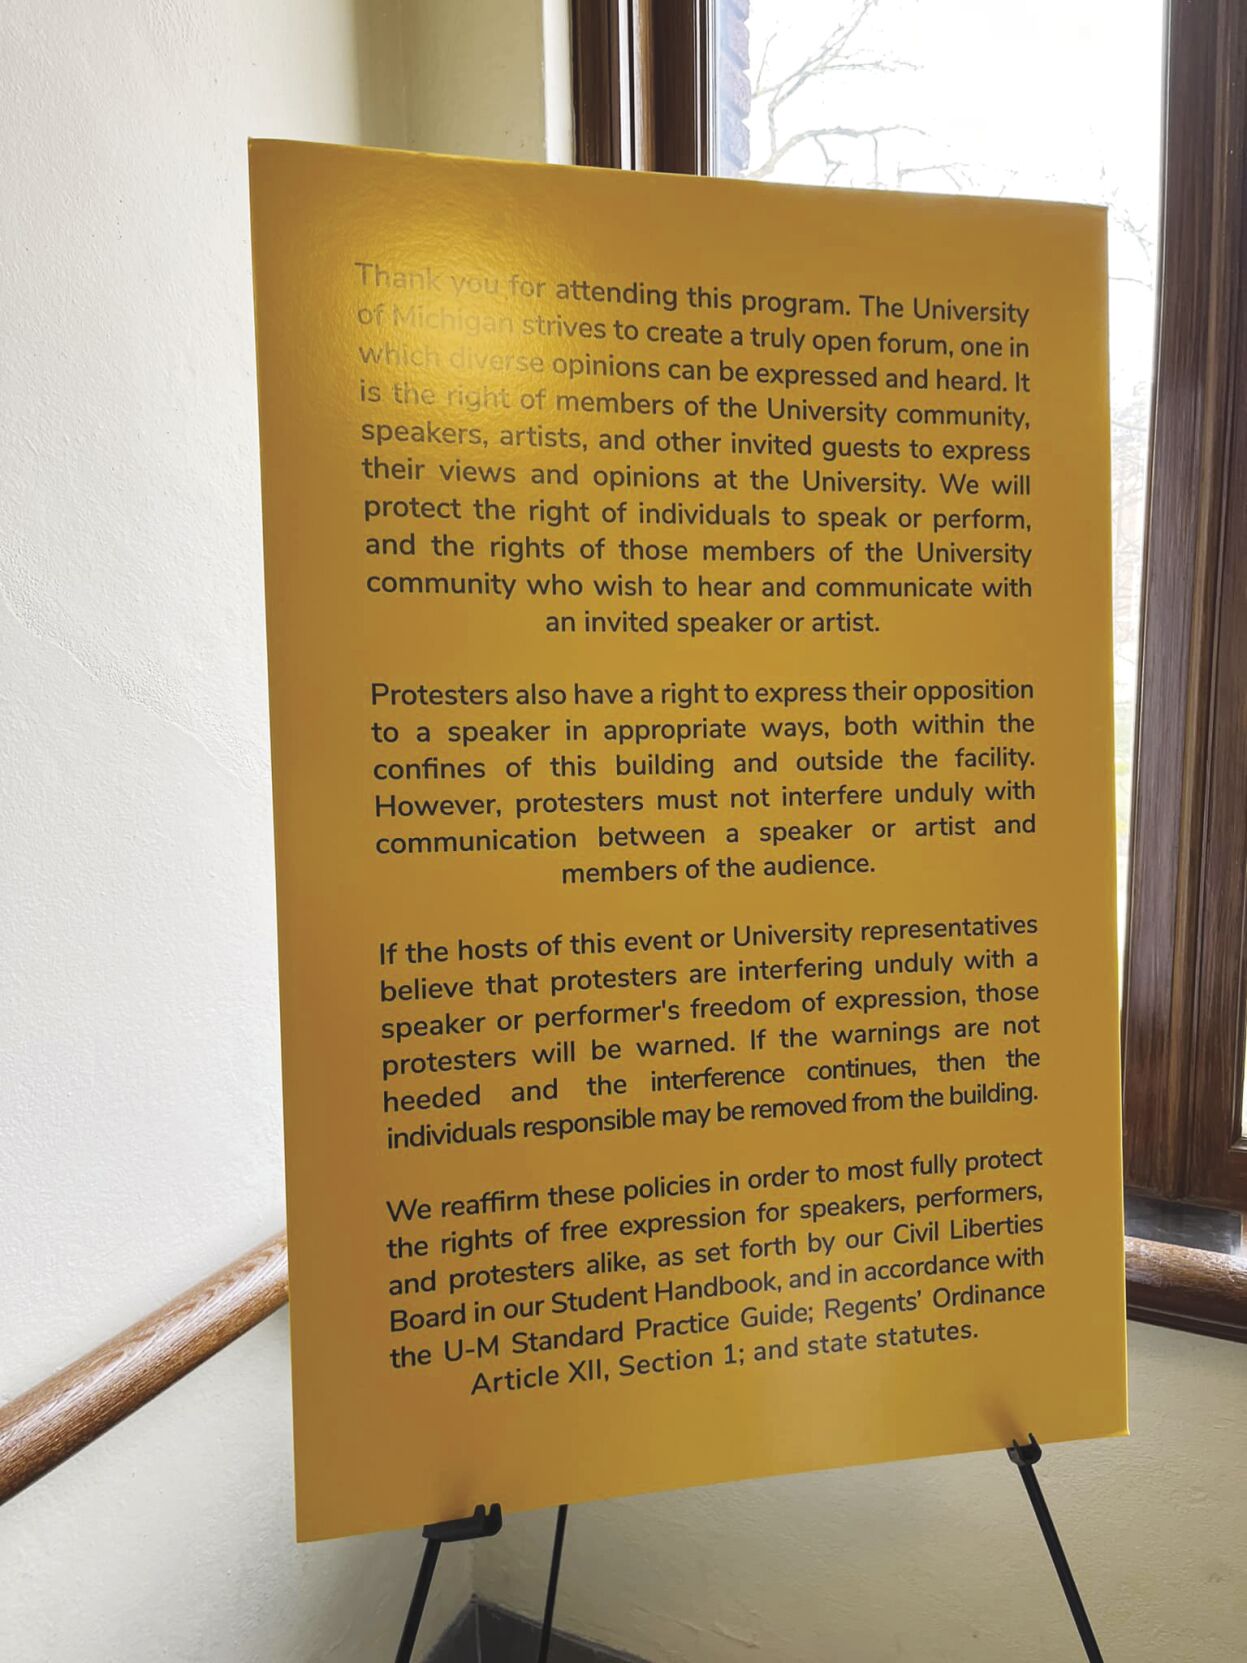 Thank you for attending this program. The University
of Michigan strives to create a truly open forum, one in
which diverse opinions can be expressed and heard. It
is the right of members of the University community,
speakers, artists, and other invited guests to express
their views and opinions at the University. We will
protect the right of individuals to speak or perform,
and the rights of those members of the University
community who wish to hear and communicate with
an invited speaker or artist.
Protesters also have a right to express their opposition
to a speaker in appropriate ways, both within the
confines of this building and outside the facility.
However, protesters must not interfere unduly with
communication between a speaker or artist and
members of the audience.
If the hosts of this event or University representatives
believe that protesters are interfering unduly with a
speaker or performer's freedom of expression, those
protesters will be warned. If the warnings are not
heeded and the interference continues, then the
individuals responsible may be removed from the building.
We reaffirm these policies in order to most fully protect
the rights of free expression for speakers, performers,
and protesters alike, as set forth by our Civil Liberties
Board in our Student Handbook, and in accordance with
the U-M Standard Practice Guide; Regents’ Ordinance
Article XII, Section 1; and state statutes.